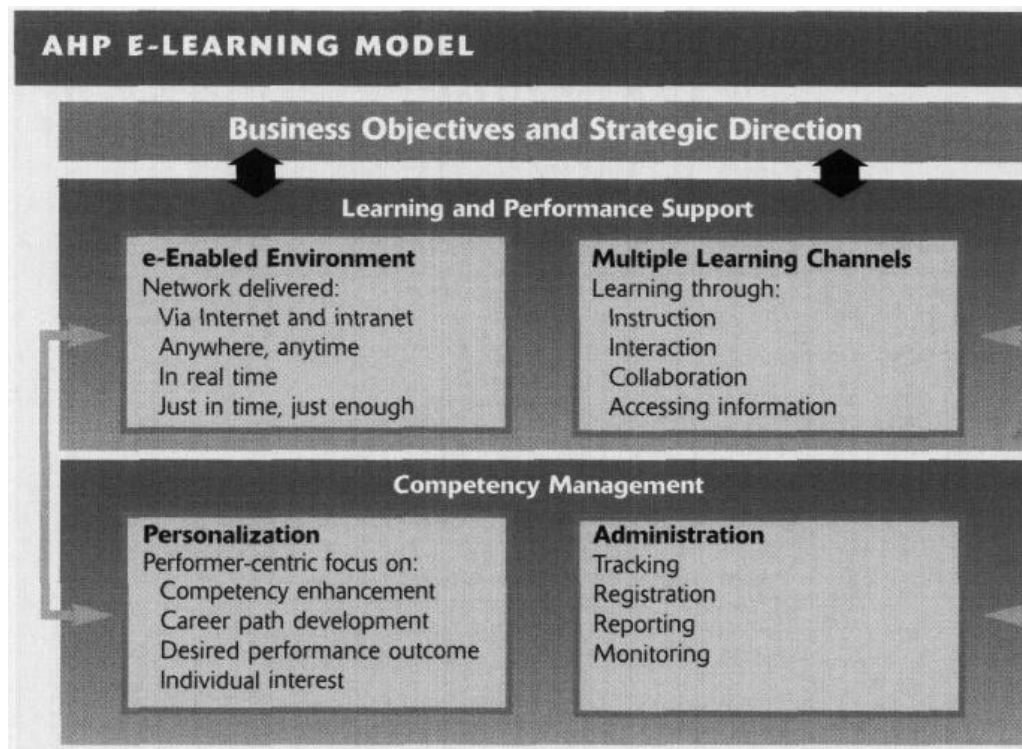 AHP E-LEARNING MODEL
Business Objectives and Strategic Direction
Learning and Performance Support
e-Enabled Environment
Network delivered:
Via Internet and intranet
Anywhere, anytime
In real time
Just in time, just enough
Multiple Learning Channels
Learning through:
Instruction
Interaction
Collaboration
Accessing information
Competency Management
Personalization
Performer-centric focus on:
Competency enhancement
Career path development
Desired performance outcome
Individual interest
Administration
Tracking
Registration
Reporting
Monitoring